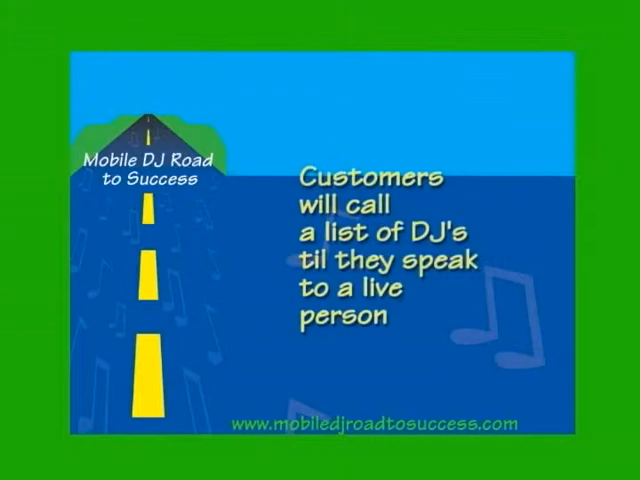 Mobile DJ Road
to Success
Customers
will call
a list of DJ's
til they speak
to a live
person
www.mobiledjroadtosuccess.com